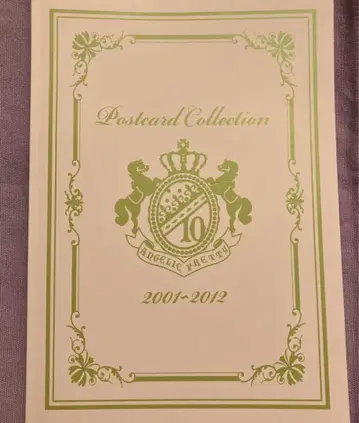 Postcard Collection
10
ANGELIC PRETTY
2001~2012